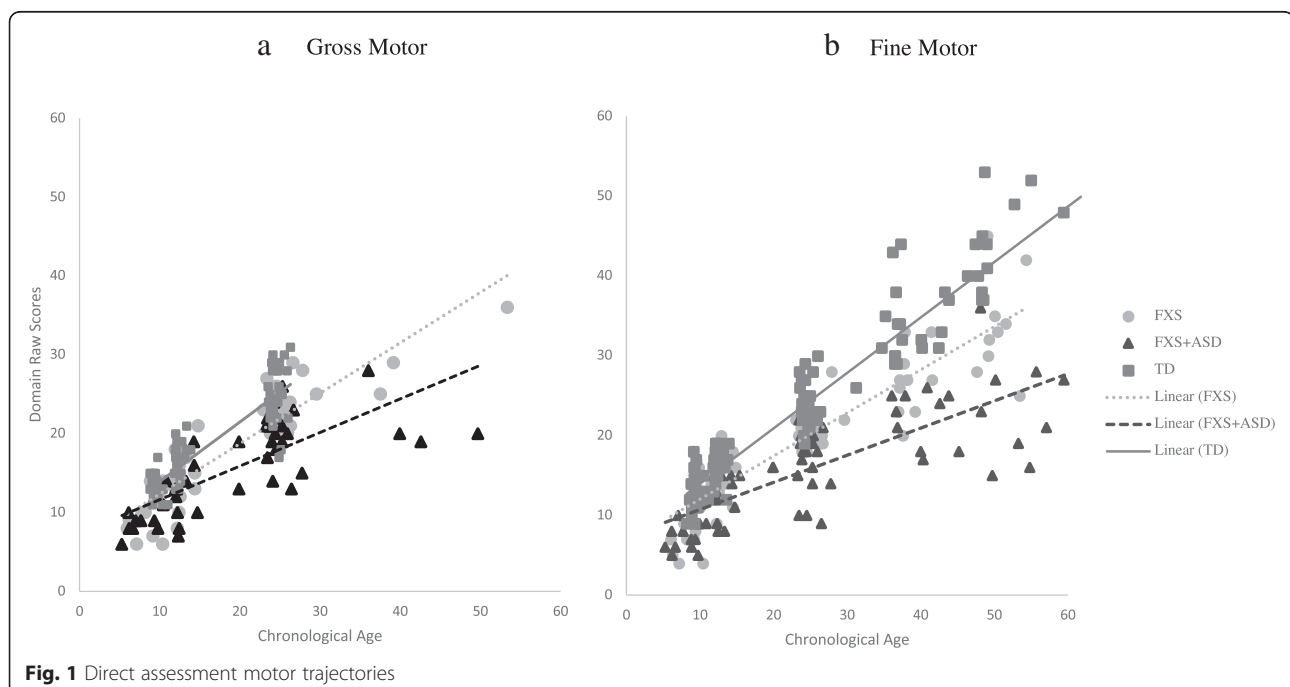 a Gross Motor
60
50
40
30
20
10
0
Domain Raw Scores
0 10 20 30 40 50 60
Chronological Age
b Fine Motor
60
50
40
30
20
10
0
0 10 20 30 40 50 60
Chronological Age
FXS
FXS+ASD
TD
Linear (FXS)
Linear (FXS+ASD)
Linear (TD)
Fig. 1 Direct assessment motor trajectories